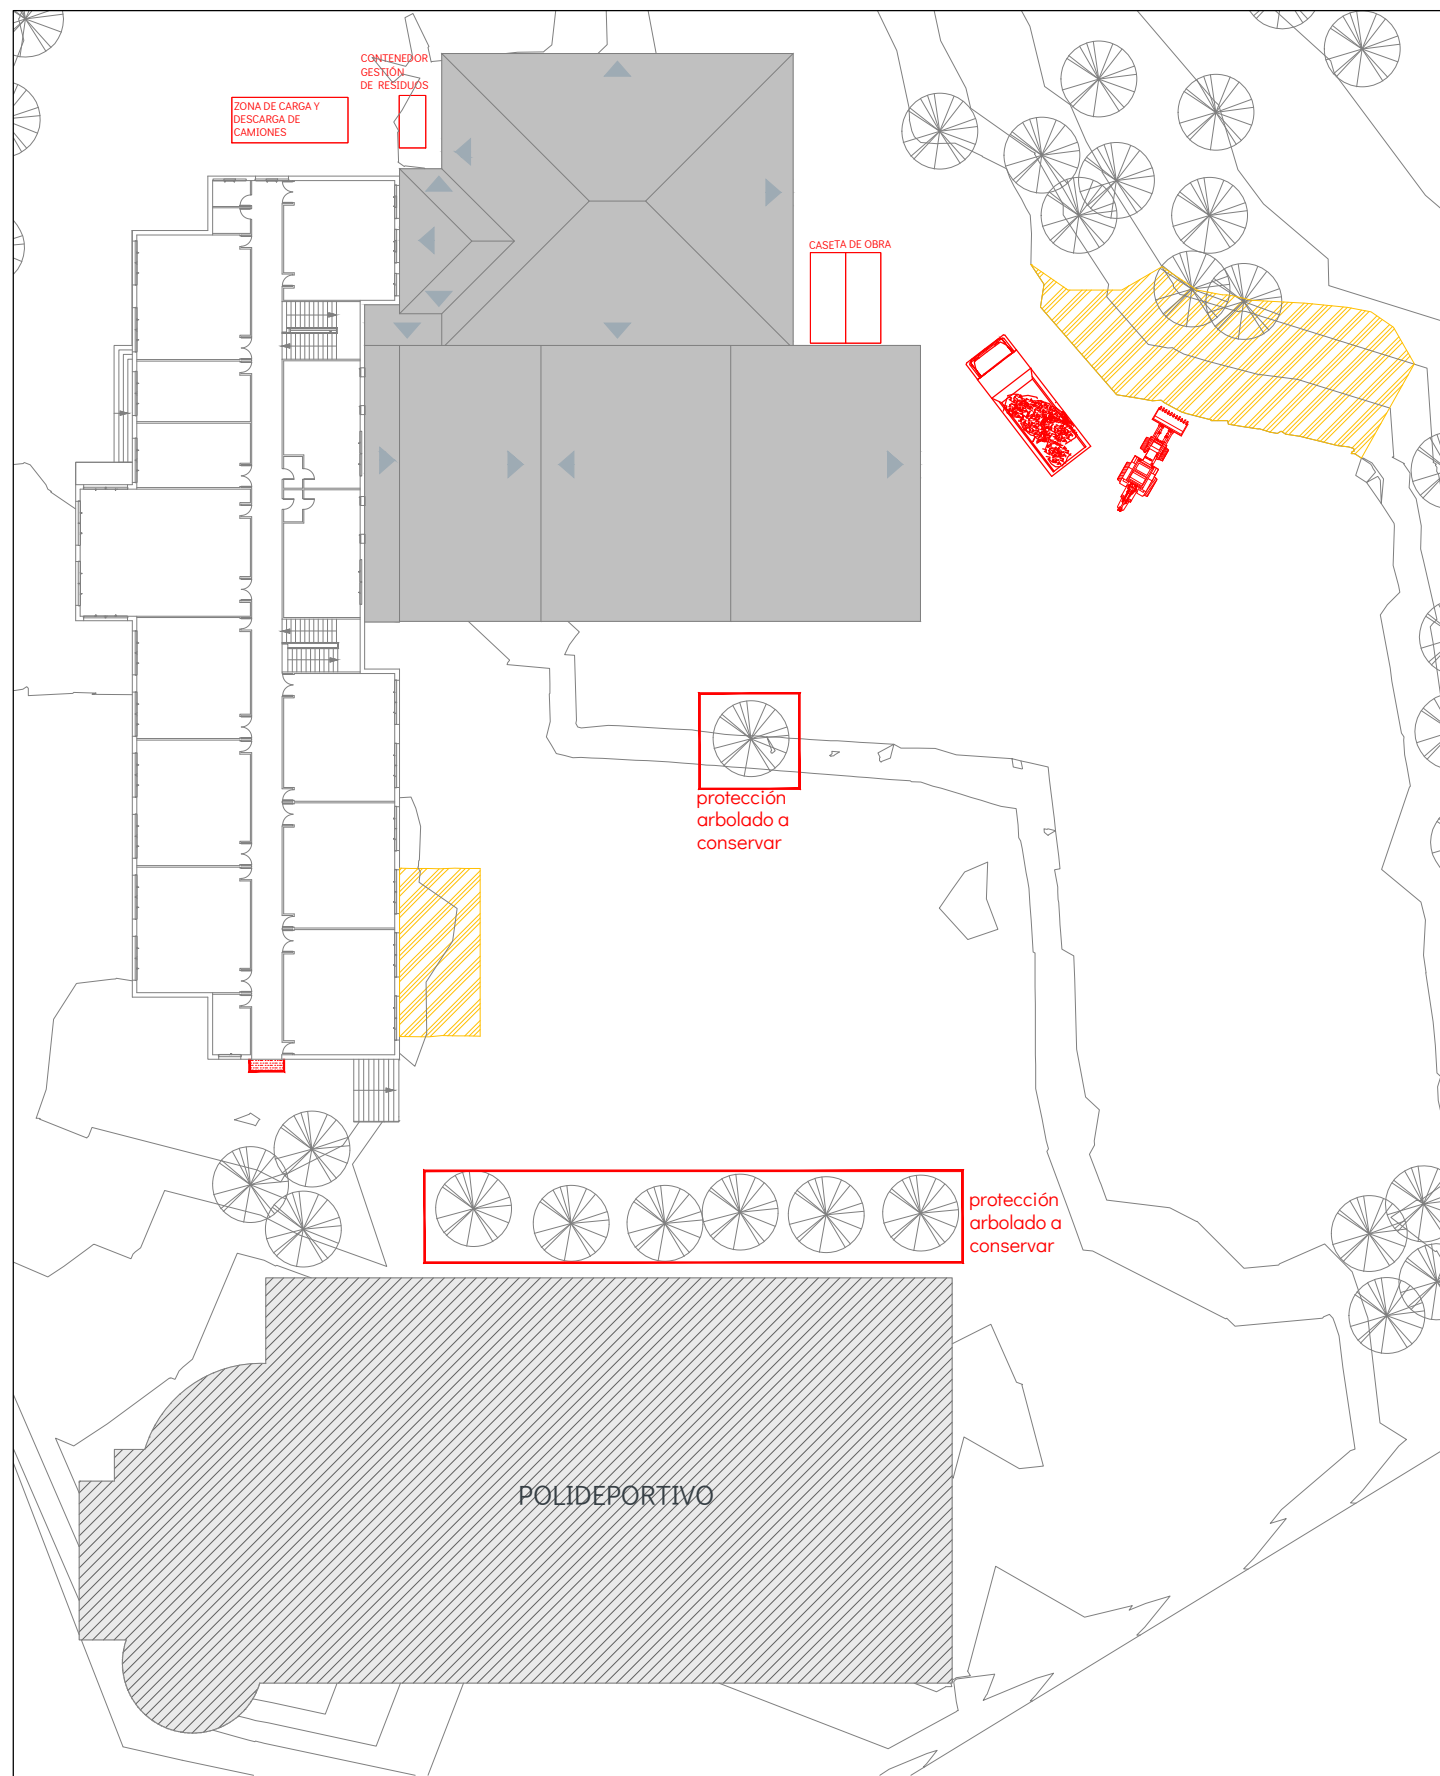 CONTENEDOR
GESTIÓN
DE RESIDUOS
ZONA DE CARGA Y
DESCARGA DE
CAMIONES
CASETA DE OBRA
protección
arbolado a
conservar
protección
arbolado a
conservar
POLIDEPORTIVO